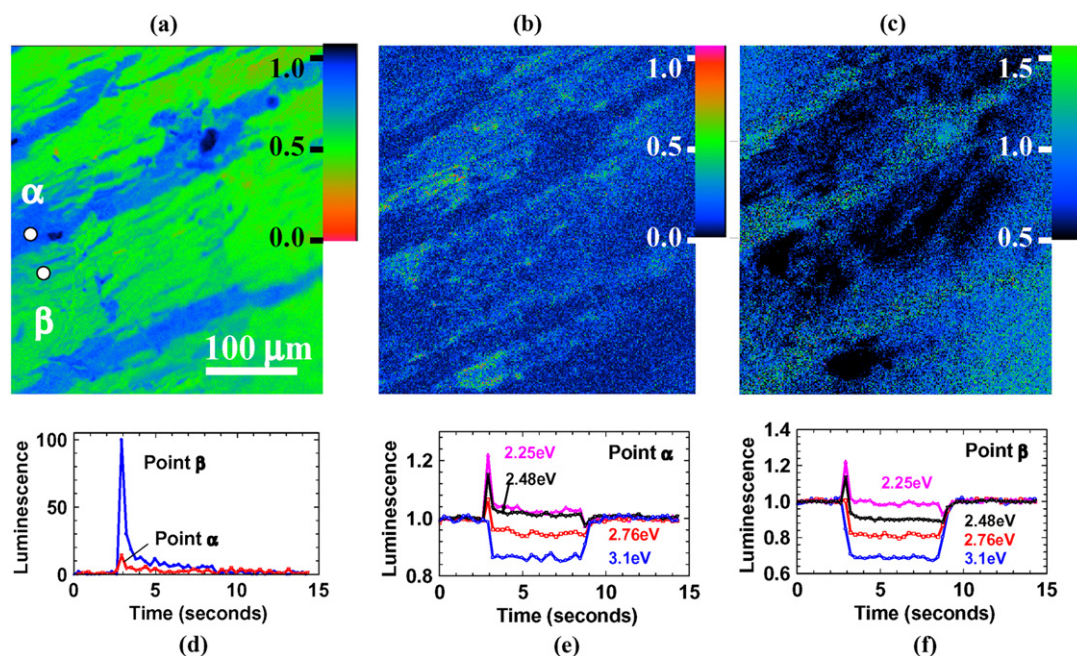 (a)
(b)
(c)
1.0
0.5
0.0
α
β
100 μm
1.0
0.5
0.0
1.5
1.0
0.5
Luminescence
100
50
0
Point β
Point α
0
5
10
15
Time (seconds)
(d)
Luminescence
1.2
1.0
0.8
Point α
2.25eV
2.48eV
2.76eV
3.1eV
0
5
10
15
Time (seconds)
(e)
Luminescence
1.4
1.2
1.0
0.8
0.6
Point β
2.25eV
2.48eV
2.76eV
3.1eV
0
5
10
15
Time (seconds)
(f)